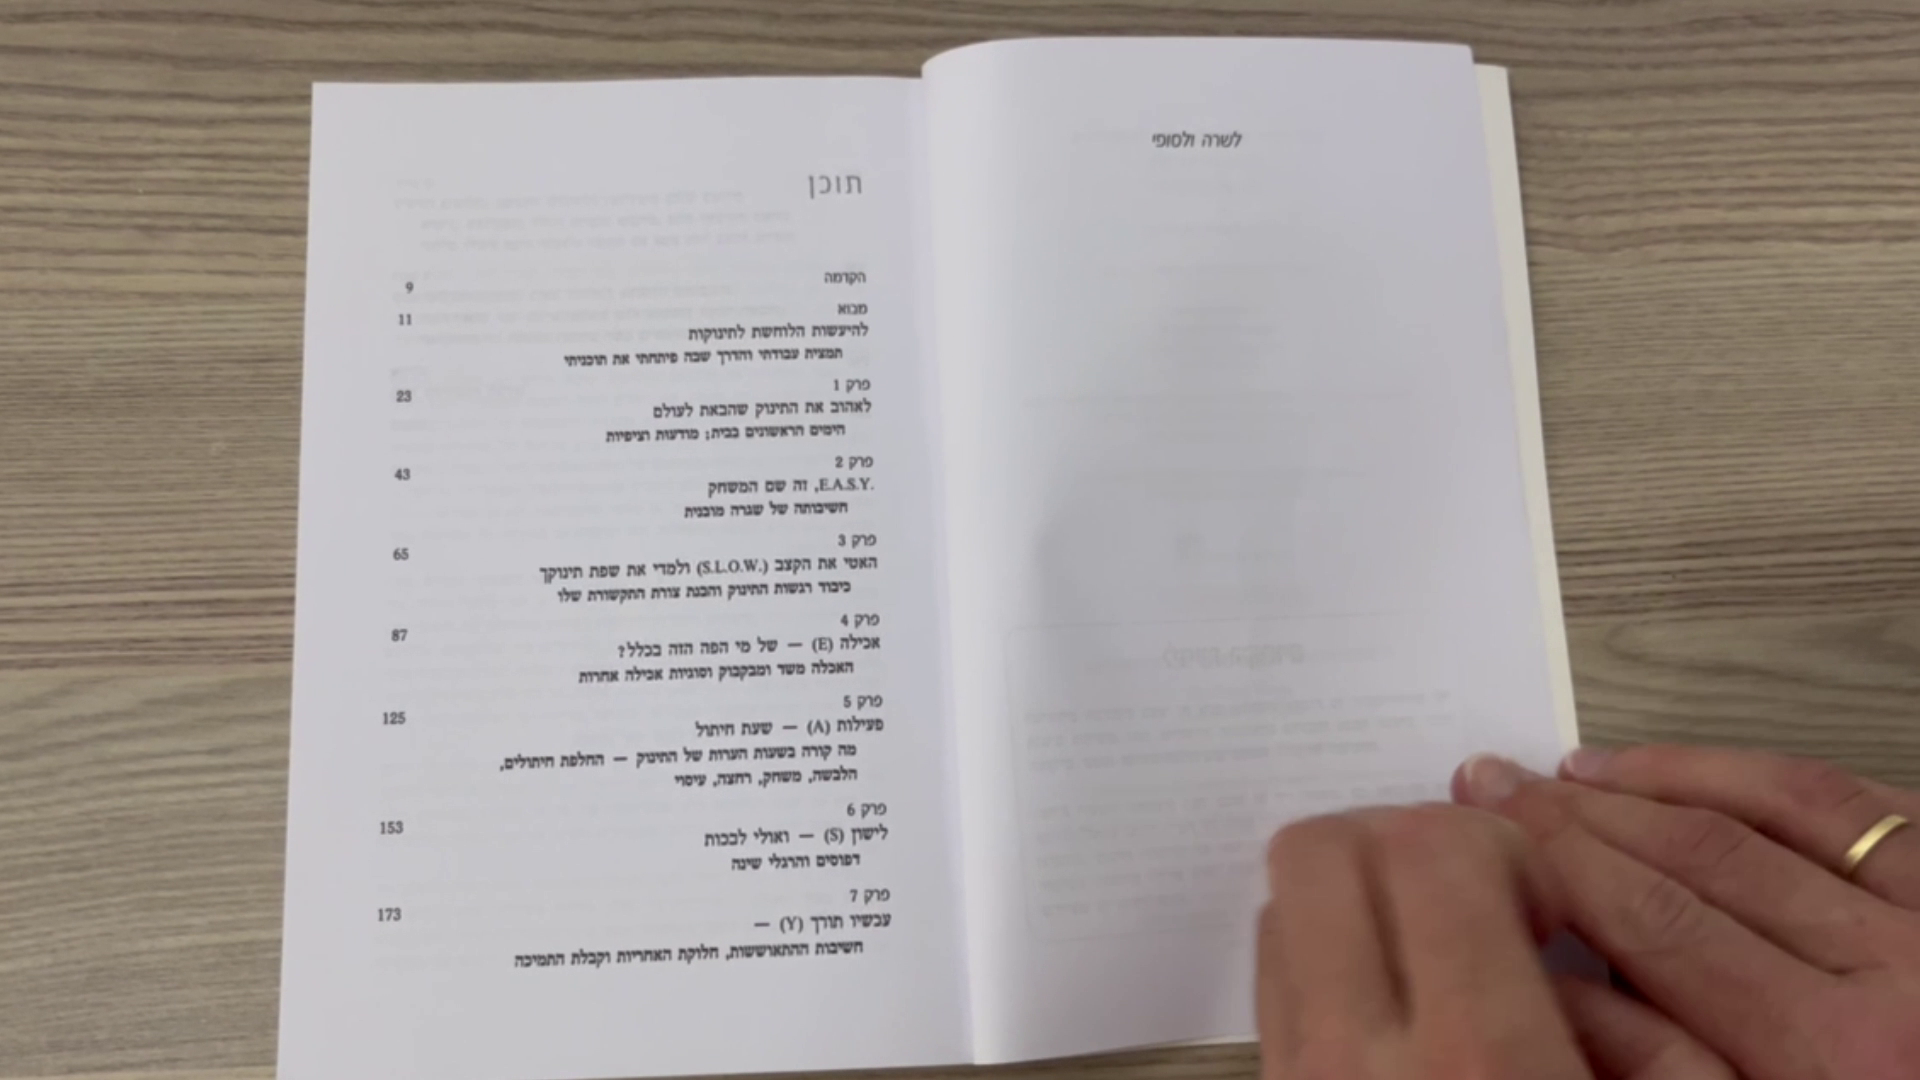 לשרה ולסופי
תוכן
הקדמה
9
מבוא
11
להיעשות הלוחשת לתינוקות
תמצית עבודתי והדרך שבה פיתחתי את תוכניתי
פרק 1
23
לאהוב את התינוק שהבאת לעולם
הימים הראשונים בבית; מודעות וציפיות
פרק 2
43
E.A.S.Y., זה שם המשחק
חשיבותה של שגרה מובנית
פרק 3
65
האטי את הקצב (S.L.O.W.) ולמדי את שפת תינוקך
כיבוד רגשות התינוק והבנת צורת התקשורת שלו
פרק 4
87
אכילה (E) — של מי הפה הזה בכלל?
האכלה משד ומבקבוק וסוגיות אכילה אחרות
פרק 5
125
פעילות (A) — שעת חיתול
מה קורה בשעות הערות של התינוק — החלפת חיתולים,
הלבשה, משחק, רחצה, עיסוי
פרק 6
153
לישון (S) — ואולי לבכות
דפוסים והרגלי שינה
פרק 7
173
עכשיו תורך (Y) —
חשיבות ההתאוששות, חלוקת האחריות וקבלת התמיכה